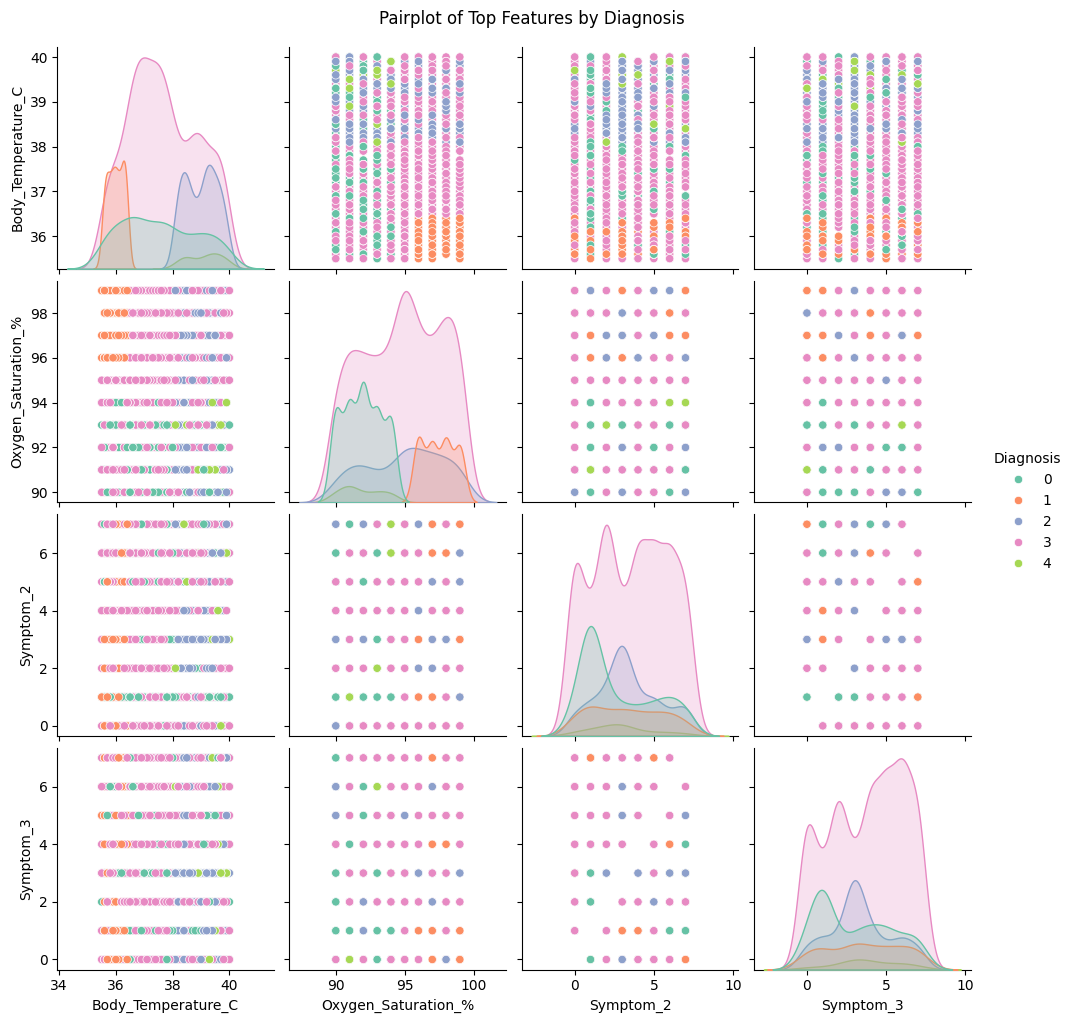 Pairplot of Top Features by Diagnosis
40
39
38
37
36
Body_Temperature_C
98
96
94
92
90
Oxygen_Saturation_%
Diagnosis
0
1
2
3
4
6
4
2
0
Symptom_2
6
4
2
0
Symptom_3
34 36 38 40
90 95 100
0 5 10
0 5 10
Body_Temperature_C
Oxygen_Saturation_%
Symptom_2
Symptom_3